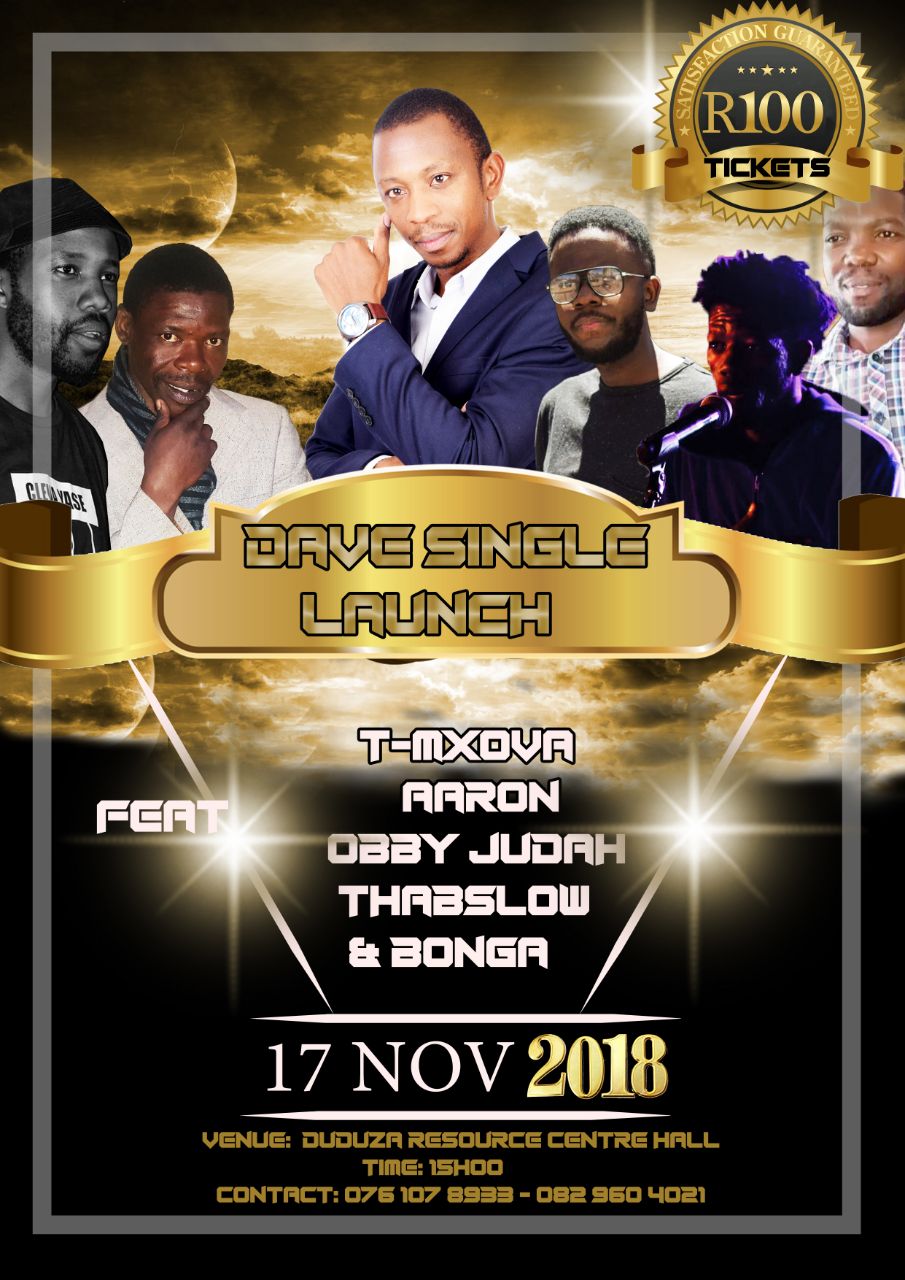 SATISFACTION GUARANTEED
R100
TICKETS
DAVE SINGLE
LAUNCH
FEAT
T-MXOVA
AARON
OBBY JUDAH
THABSLOW
& BONGA
17 NOV 2018
VENUE: DUDUZA RESOURCE CENTRE HALL
TIME: 15H00
CONTACT: 076 107 8933 - 082 960 4021